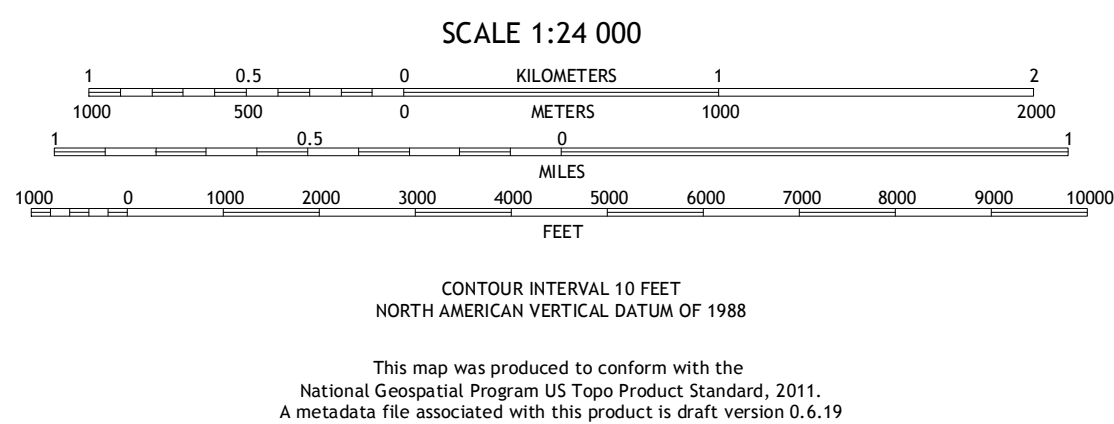 SCALE 1:24 000
1 0.5 0 KILOMETERS 1 2
1000 500 0 METERS 1000 2000
1 0.5 0 1
MILES
1000 0 1000 2000 3000 4000 5000 6000 7000 8000 9000 10000
FEET
CONTOUR INTERVAL 10 FEET
NORTH AMERICAN VERTICAL DATUM OF 1988
This map was produced to conform with the
National Geospatial Program US Topo Product Standard, 2011.
A metadata file associated with this product is draft version 0.6.19